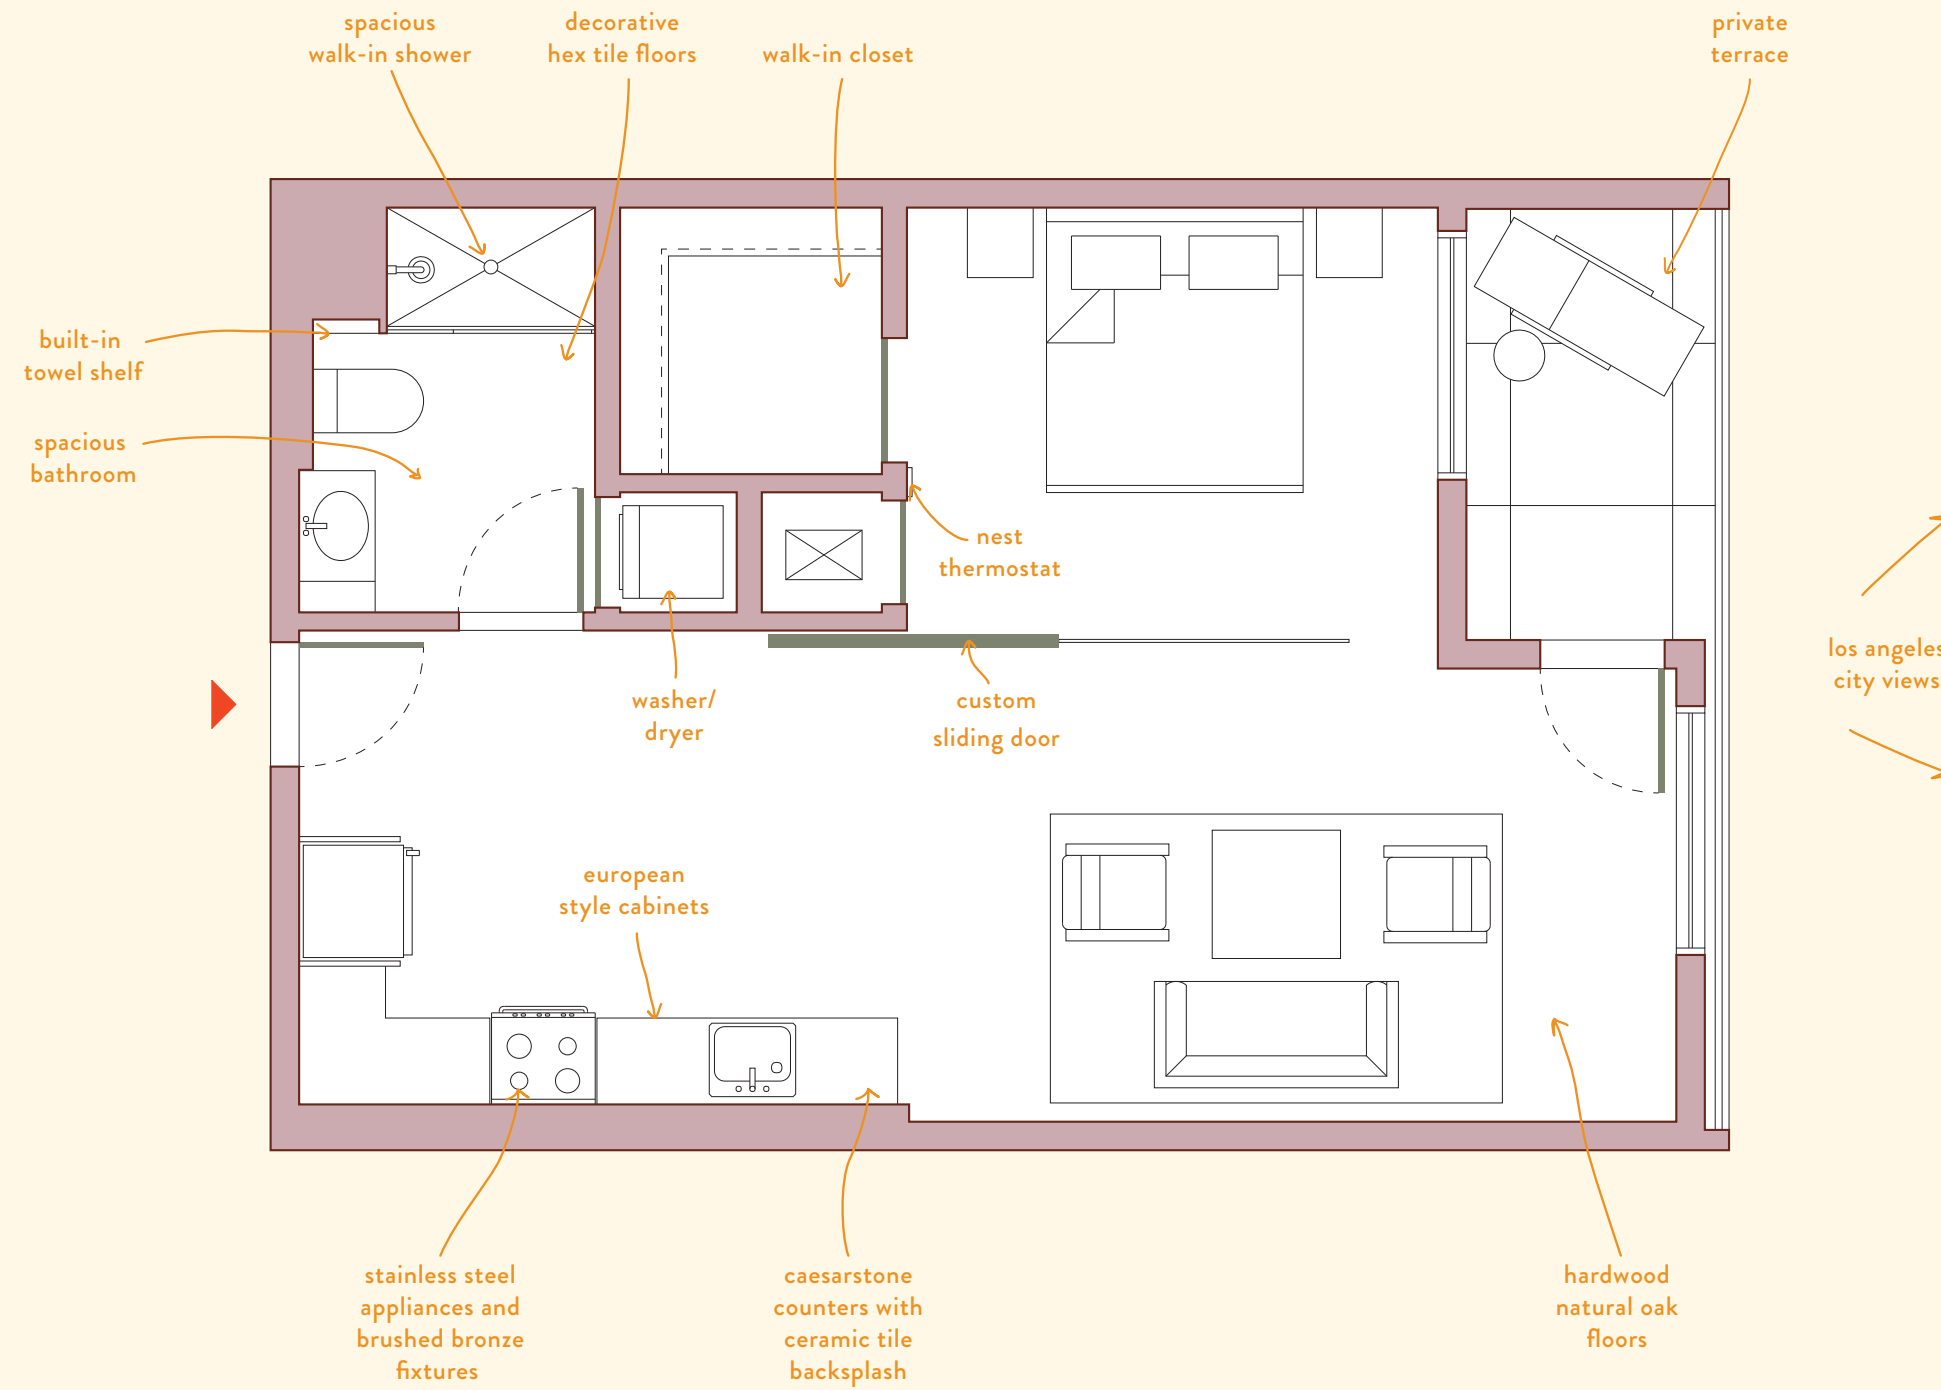 spacious
walk-in shower
decorative
hex tile floors
walk-in closet
private
terrace
built-in
towel shelf
spacious
bathroom
nest
thermostat
los angeles
city views
washer/
dryer
custom
sliding door
european
style cabinets
stainless steel
appliances and
brushed bronze
fixtures
caesarstone
counters with
ceramic tile
backsplash
hardwood
natural oak
floors